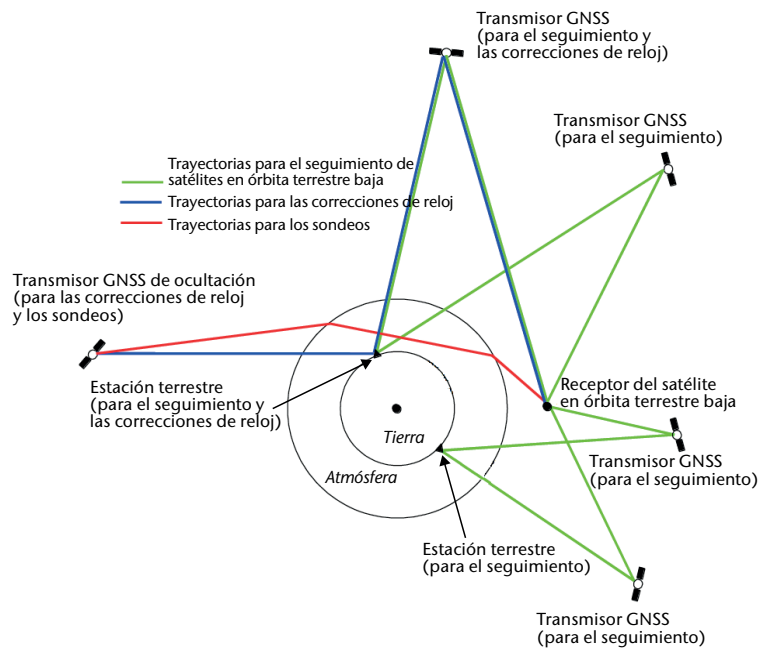 Transmisor GNSS
(para el seguimiento y
las correcciones de reloj)
Transmisor GNSS
(para el seguimiento)
Trayectorias para el seguimiento de
satélites en órbita terrestre baja
Trayectorias para las correcciones de reloj
Trayectorias para los sondeos
Transmisor GNSS de ocultación
(para las correcciones de reloj
y los sondeos)
Estación terrestre
(para el seguimiento y
las correcciones de reloj)
Receptor del satélite
en órbita terrestre baja
Tierra
Atmósfera
Transmisor GNSS
(para el seguimiento)
Estación terrestre
(para el seguimiento)
Transmisor GNSS
(para el seguimiento)